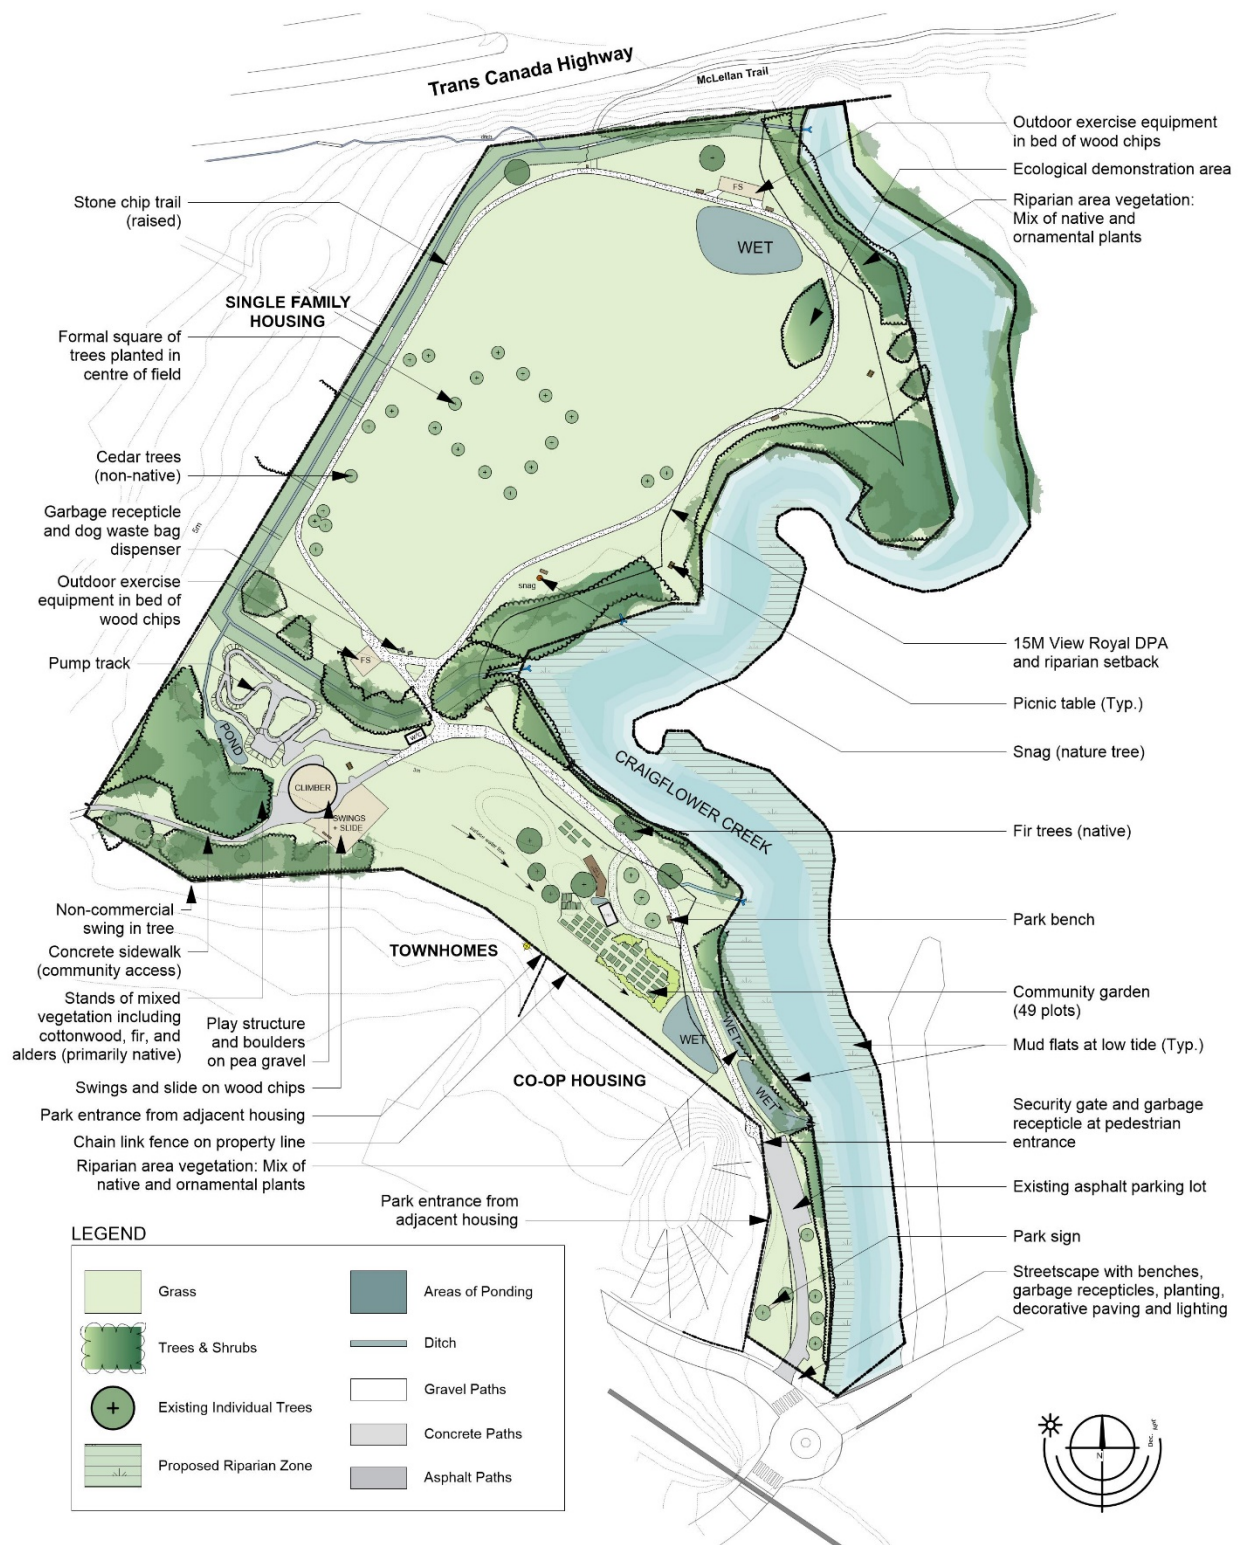 Trans Canada Highway
McLellan Trail
ditch
Outdoor exercise equipment
in bed of wood chips
Ecological demonstration area
Riparian area vegetation:
Mix of native and
ornamental plants
Stone chip trail
(raised)
SINGLE FAMILY
HOUSING
Formal square of
trees planted in
centre of field
Cedar trees
(non-native)
Garbage recepticle
and dog waste bag
dispenser
Outdoor exercise
equipment in bed of
wood chips
Pump track
FS
WET
5m
snag
FS
POND
W/C
CLIMBER
SWINGS
+ SLIDE
surface water flow
CRAIGFLOWER CREEK
15M View Royal DPA
and riparian setback
Picnic table (Typ.)
Snag (nature tree)
Fir trees (native)
Park bench
Community garden
(49 plots)
Mud flats at low tide (Typ.)
Security gate and garbage
recepticle at pedestrian
entrance
Existing asphalt parking lot
Park sign
Streetscape with benches,
garbage recepticles, planting,
decorative paving and lighting
Non-commercial
swing in tree
Concrete sidewalk
(community access)
Stands of mixed
vegetation including
cottonwood, fir, and
alders (primarily native)
Play structure
and boulders
on pea gravel
Swings and slide on wood chips
Park entrance from adjacent housing
Chain link fence on property line
Riparian area vegetation: Mix of
native and ornamental plants
Park entrance from
adjacent housing
TOWNHOMES
CO-OP HOUSING
WET
WET
WET
LEGEND
Grass
Trees & Shrubs
Existing Individual Trees
Proposed Riparian Zone
Areas of Ponding
Ditch
Gravel Paths
Concrete Paths
Asphalt Paths
N
Dec.